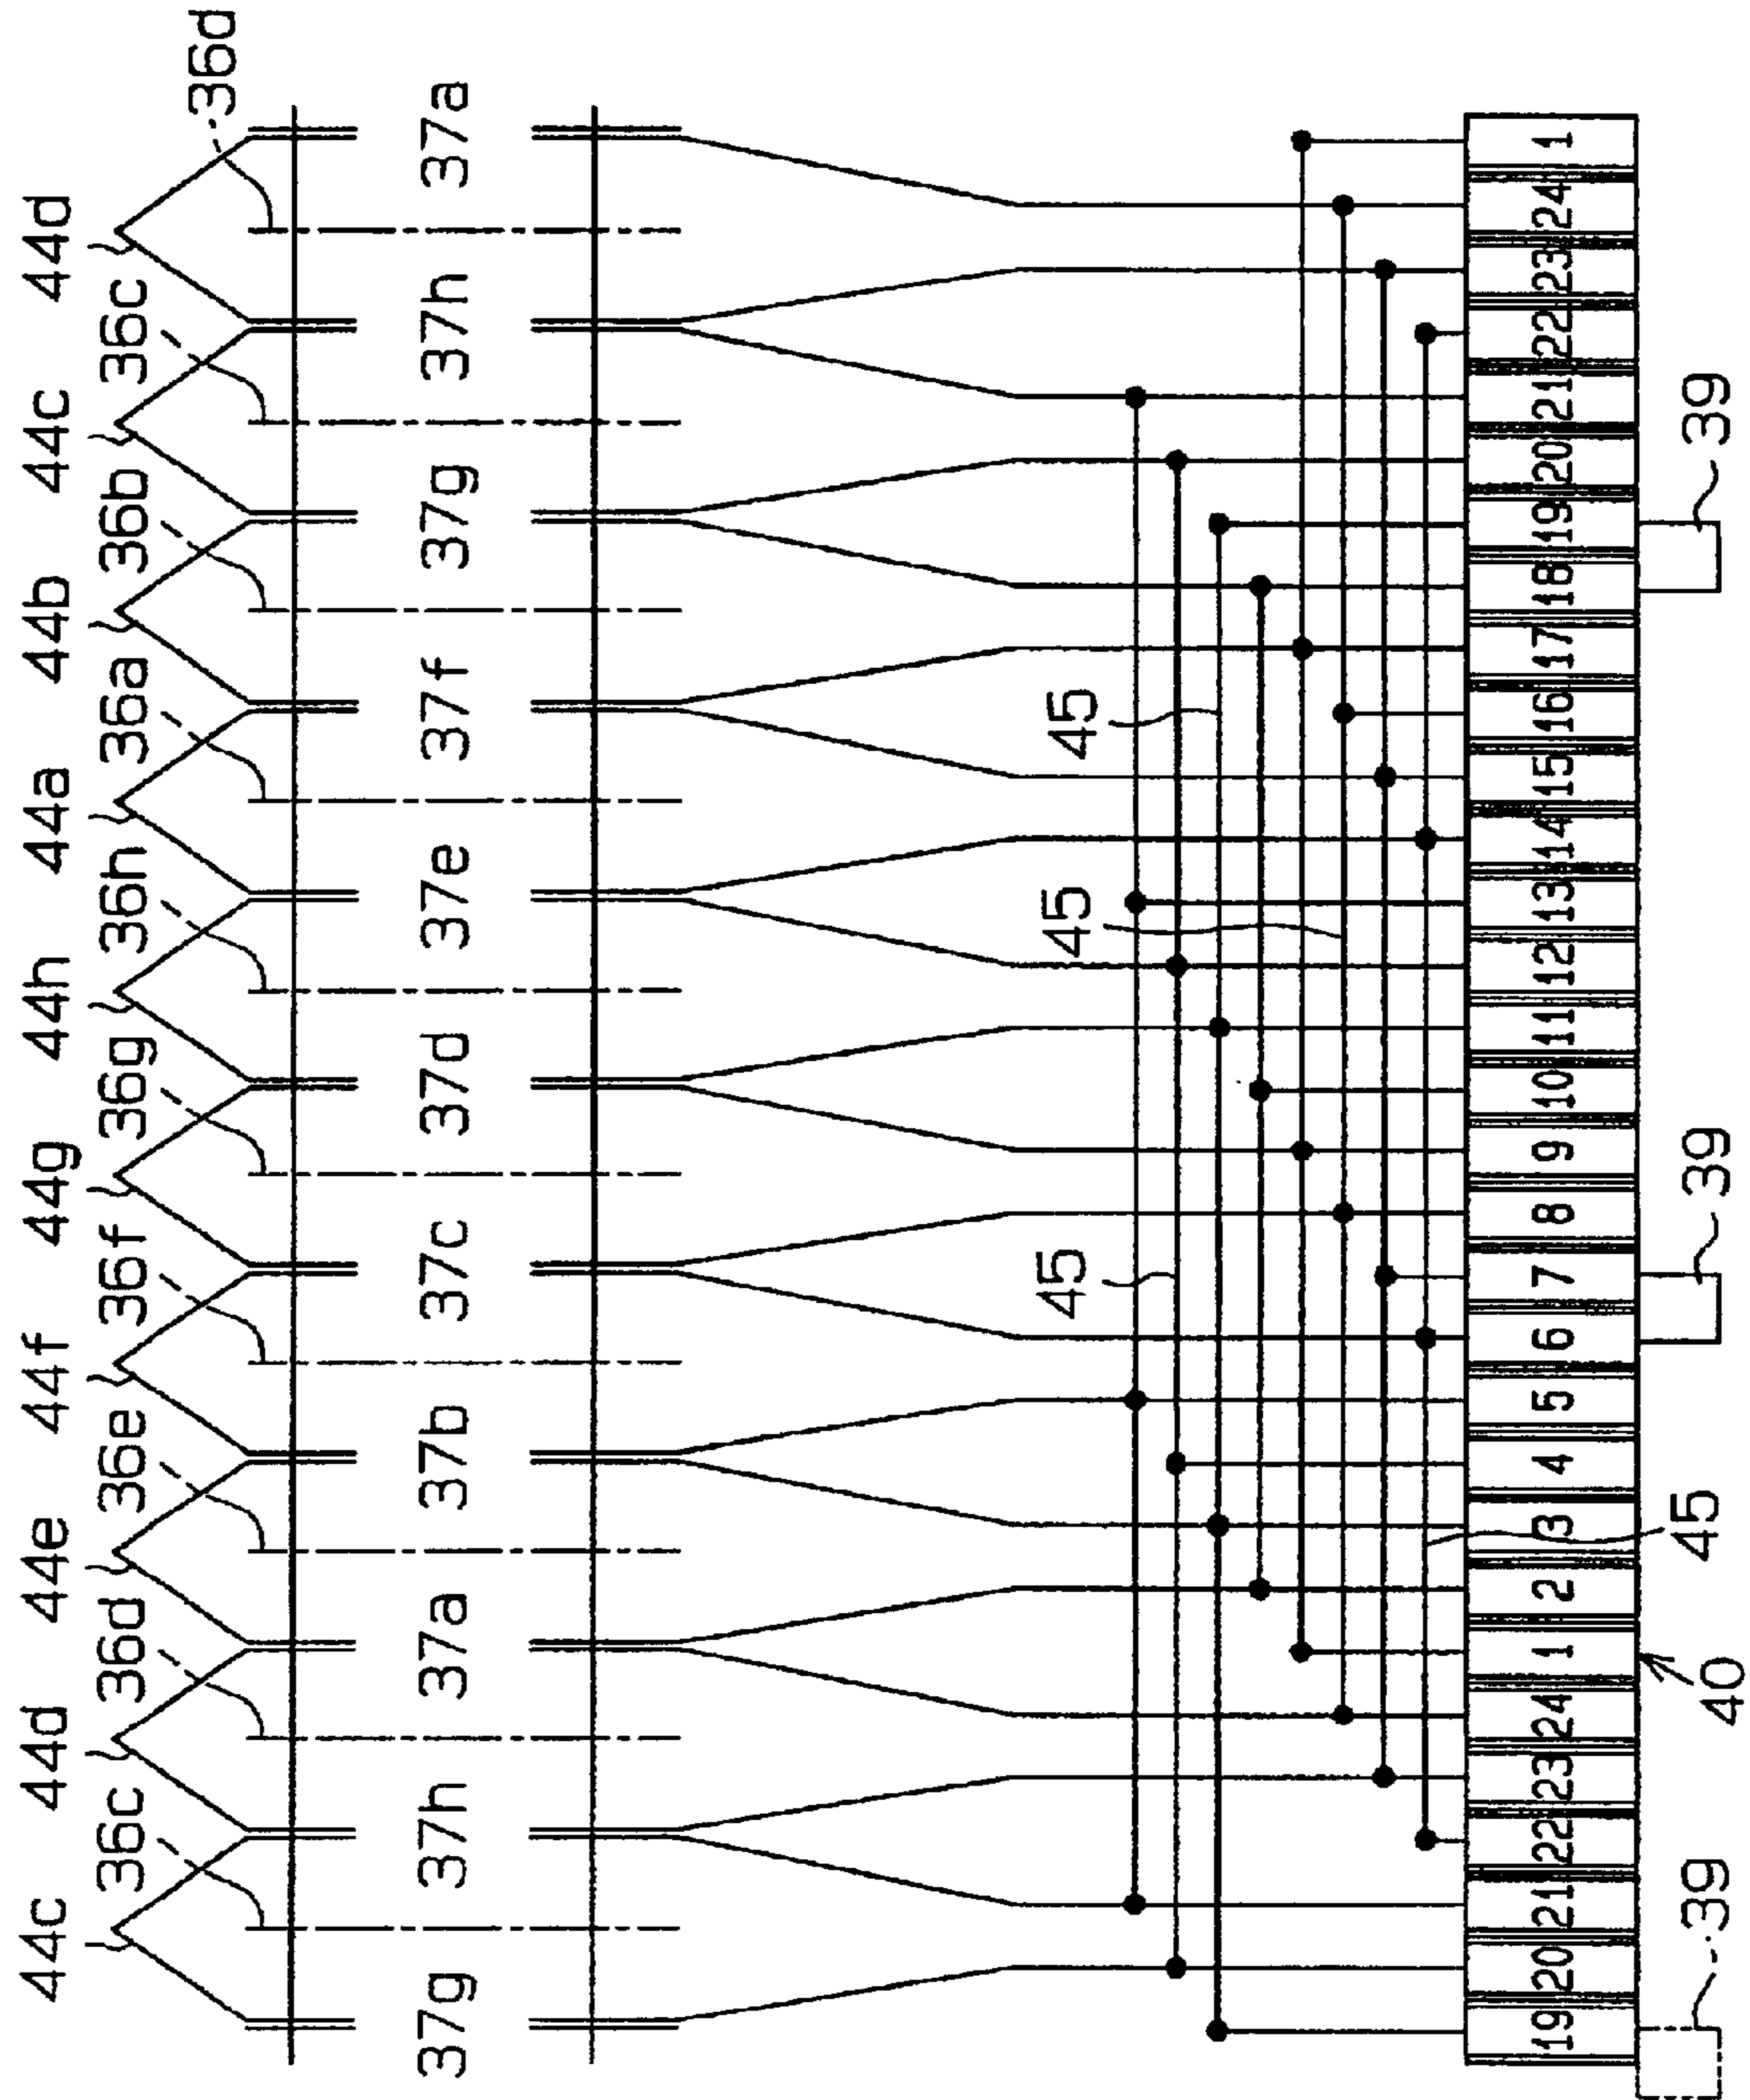 44c 44d 44e 44f 44g 44h 44a 44b 44c 44d
36c 36d 36e 36f 36g 36h 36a 36b 36c 36d
37g 37h 37a 37b 37c 37d 37e 37f 37g 37h 37a
45 45 45
19 20 21 22 23 24 1 2 3 4 5 6 7 8 9 10 11 12 13 14 15 16 17 18 19 20 21 22 23 24 1
39 40 45 39 39